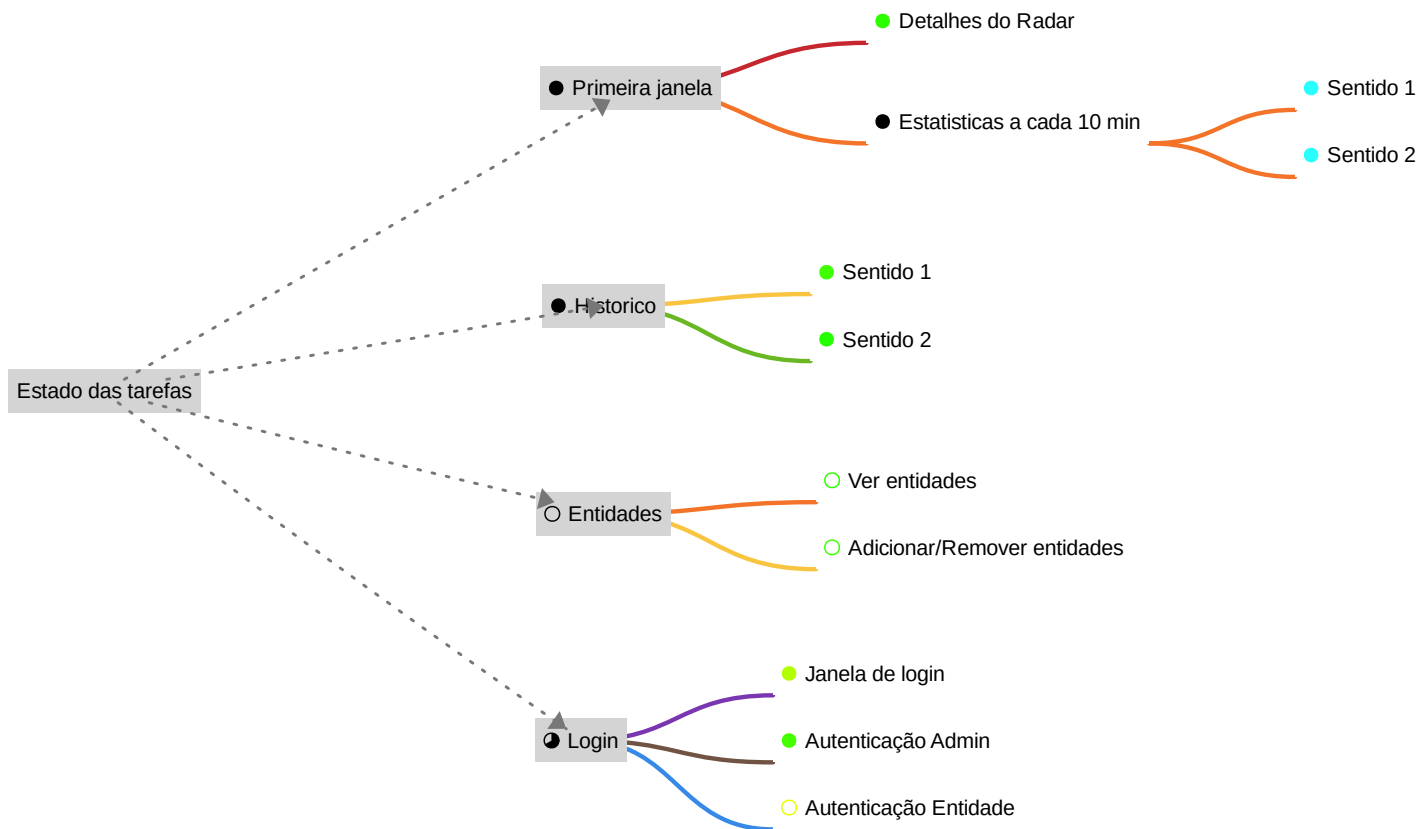 Detalhes do Radar
Primeira janela
Estatisticas a cada 10 min
Sentido 1
Sentido 2
Historico
Sentido 1
Sentido 2
Estado das tarefas
Entidades
Ver entidades
Adicionar/Remover entidades
Login
Janela de login
Autenticação Admin
Autenticação Entidade